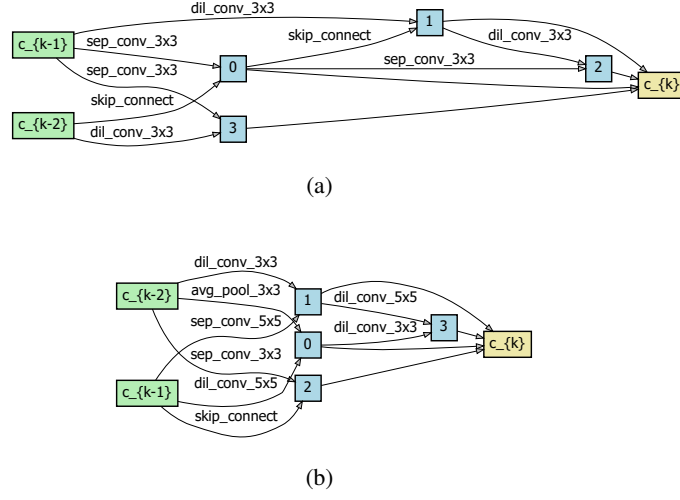 dil_conv_3x3
1
c_{k-1}
sep_conv_3x3
skip_connect
dil_conv_3x3
sep_conv_3x3
0
sep_conv_3x3
2
c_{k}
skip_connect
c_{k-2}
3
dil_conv_3x3
(a)
dil_conv_3x3
c_{k-2}
avg_pool_3x3
1
dil_conv_5x5
sep_conv_5x5
dil_conv_3x3
3
0
c_{k}
sep_conv_3x3
c_{k-1}
dil_conv_5x5
2
skip_connect
(b)